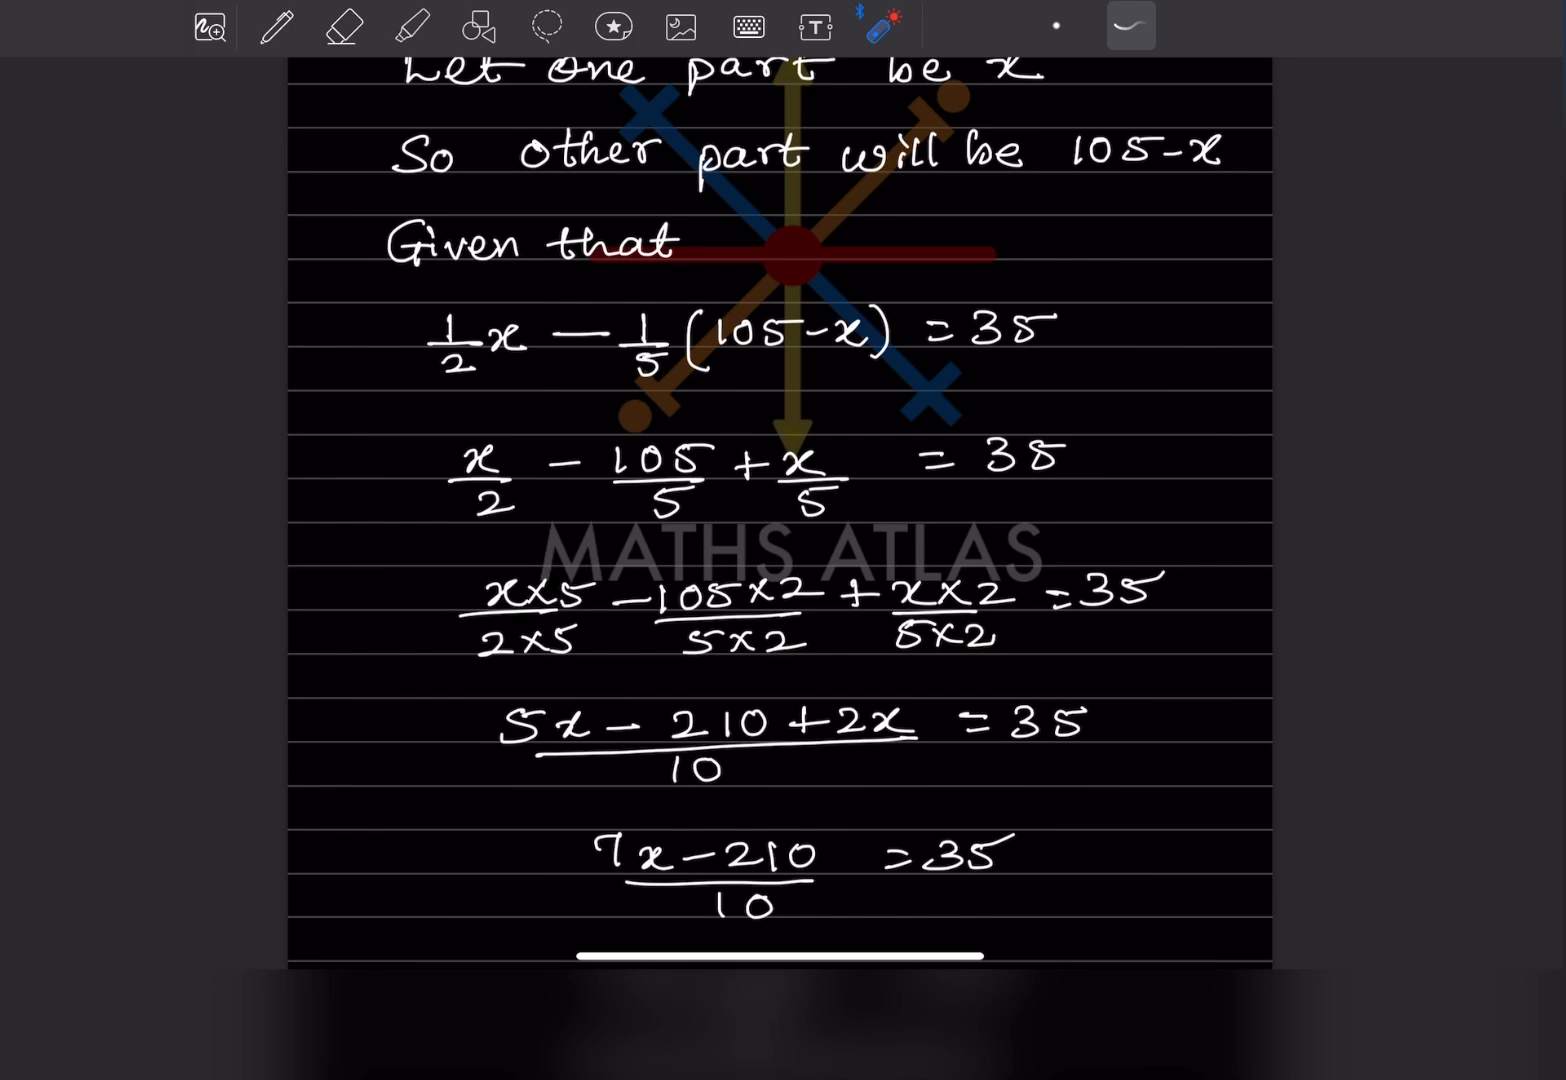 Let one part be x
So other part will be 105-x
Given that
1/2 x — 1/5 (105-x) = 35
x/2 - 105/5 + x/5 = 35
MATHS ATLAS
x×5/2×5 - 105×2/5×2 + x×2/5×2 = 35
5x - 210 + 2x/10 = 35
7x - 210/10 = 35